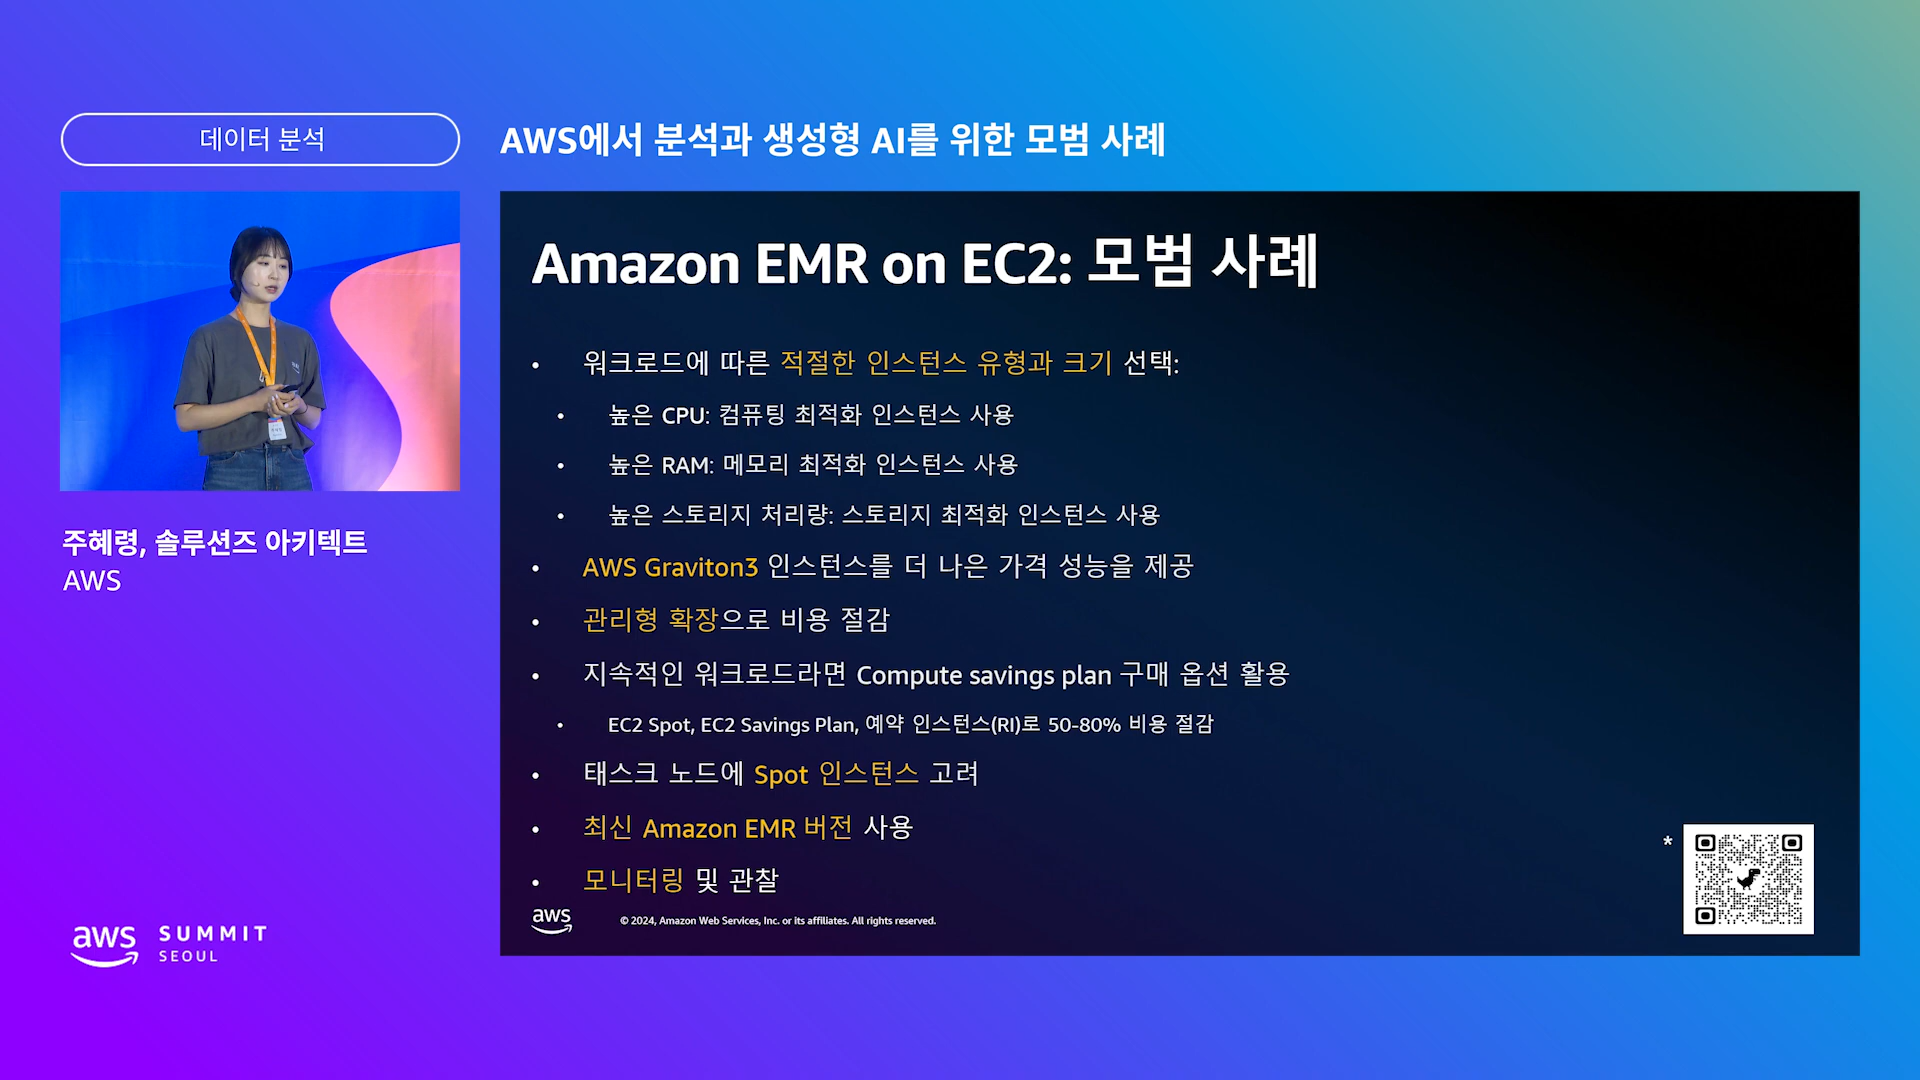 데이터 분석
AWS에서 분석과 생성형 AI를 위한 모범 사례
주혜령, 솔루션즈 아키텍트
AWS
Amazon EMR on EC2: 모범 사례
• 워크로드에 따른 적절한 인스턴스 유형과 크기 선택:
• 높은 CPU: 컴퓨팅 최적화 인스턴스 사용
• 높은 RAM: 메모리 최적화 인스턴스 사용
• 높은 스토리지 처리량: 스토리지 최적화 인스턴스 사용
• AWS Graviton3 인스턴스를 더 나은 가격 성능을 제공
• 관리형 확장으로 비용 절감
• 지속적인 워크로드라면 Compute savings plan 구매 옵션 활용
• EC2 Spot, EC2 Savings Plan, 예약 인스턴스(RI)로 50-80% 비용 절감
• 태스크 노드에 Spot 인스턴스 고려
• 최신 Amazon EMR 버전 사용
• 모니터링 및 관찰
*
aws
© 2024, Amazon Web Services, Inc. or its affiliates. All rights reserved.
aws
SUMMIT
SEOUL